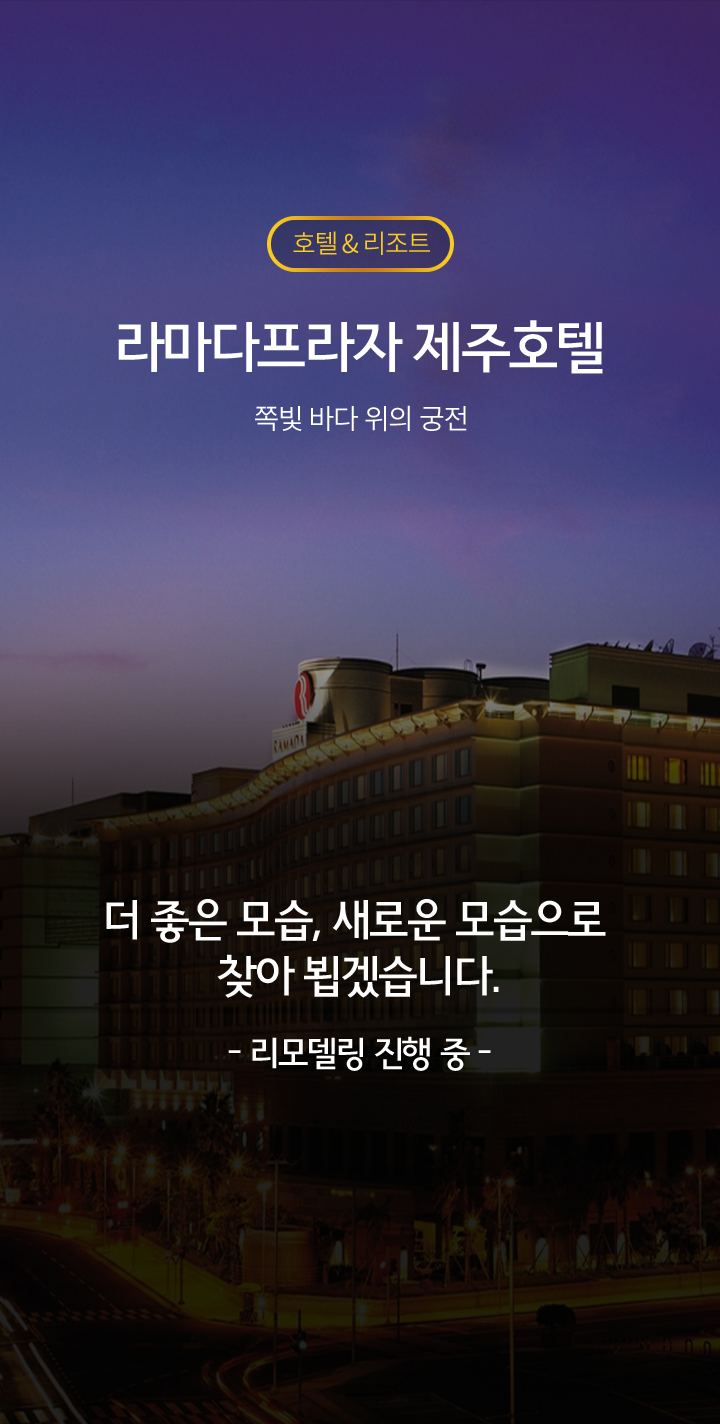 호텔 & 리조트
라마다프라자 제주호텔
쪽빛 바다 위의 궁전
RAMADA
더 좋은 모습, 새로운 모습으로
찾아 뵙겠습니다.
- 리모델링 진행 중 -